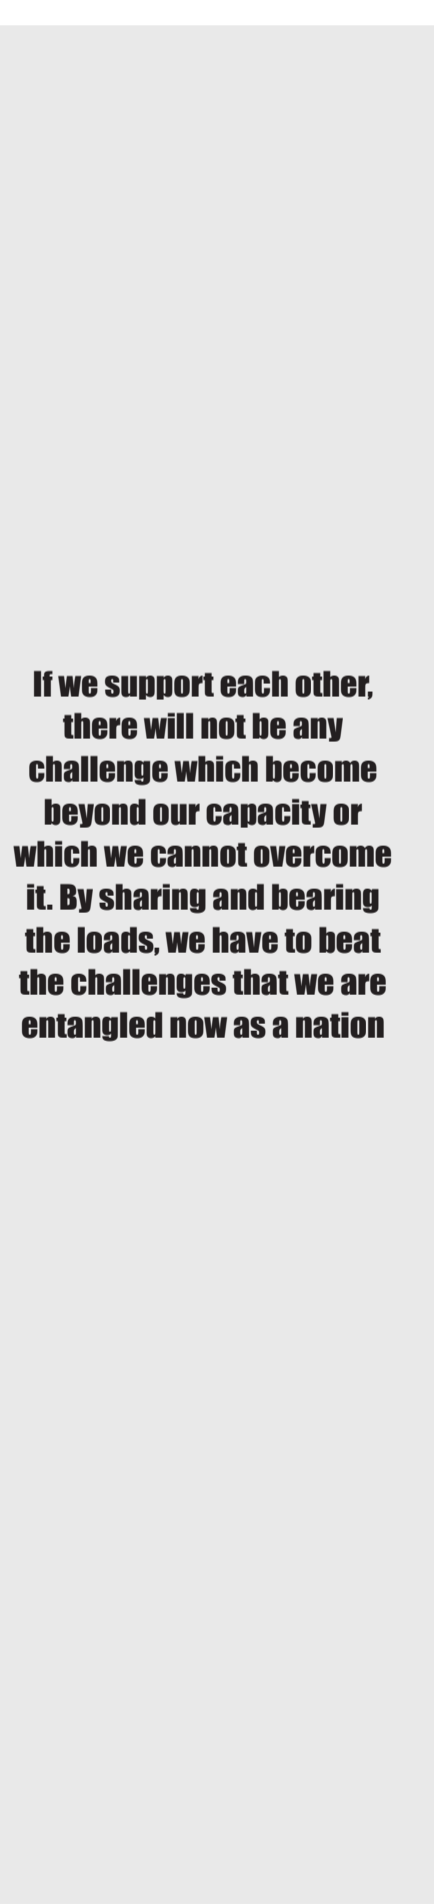 If we support each other,
there will not be any
challenge which become
beyond our capacity or
which we cannot overcome
it. By sharing and bearing
the loads, we have to beat
the challenges that we are
entangled now as a nation